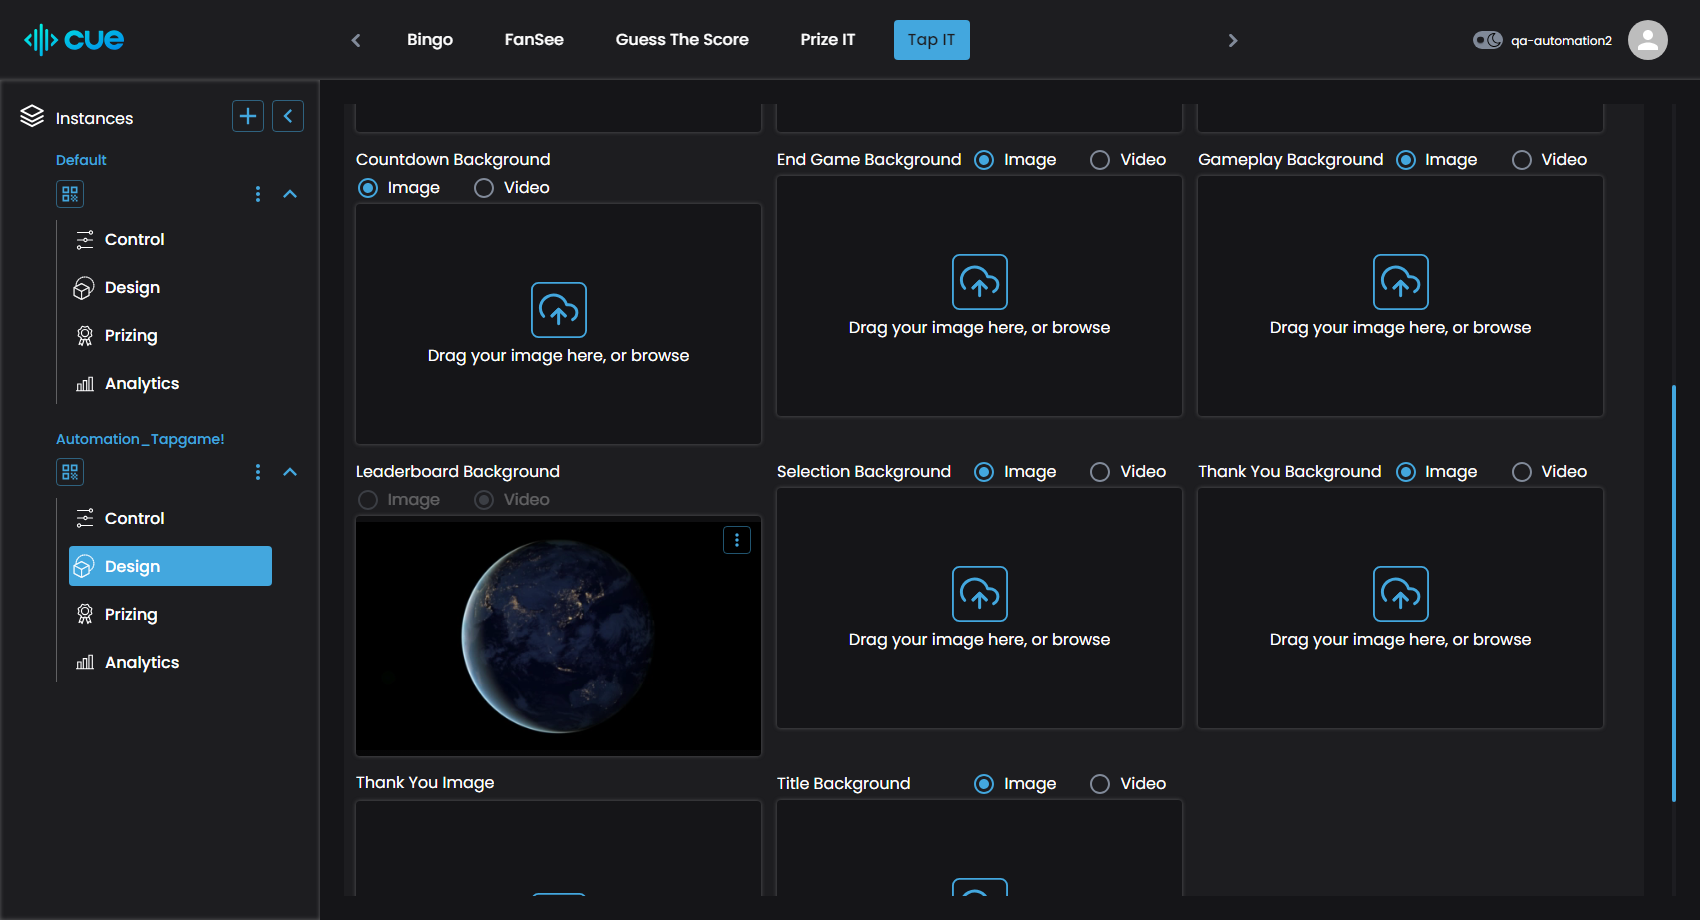 cue
Bingo
FanSee
Guess The Score
Prize IT
Tap IT
qa-automation2
Instances
Default
Control
Design
Prizing
Analytics
Automation_Tapgame!
Control
Design
Prizing
Analytics
Countdown Background
Image Video
Drag your image here, or browse
End Game Background Image Video
Drag your image here, or browse
Gameplay Background Image Video
Drag your image here, or browse
Leaderboard Background
Image Video
Selection Background Image Video
Drag your image here, or browse
Thank You Background Image Video
Drag your image here, or browse
Thank You Image
Title Background Image Video